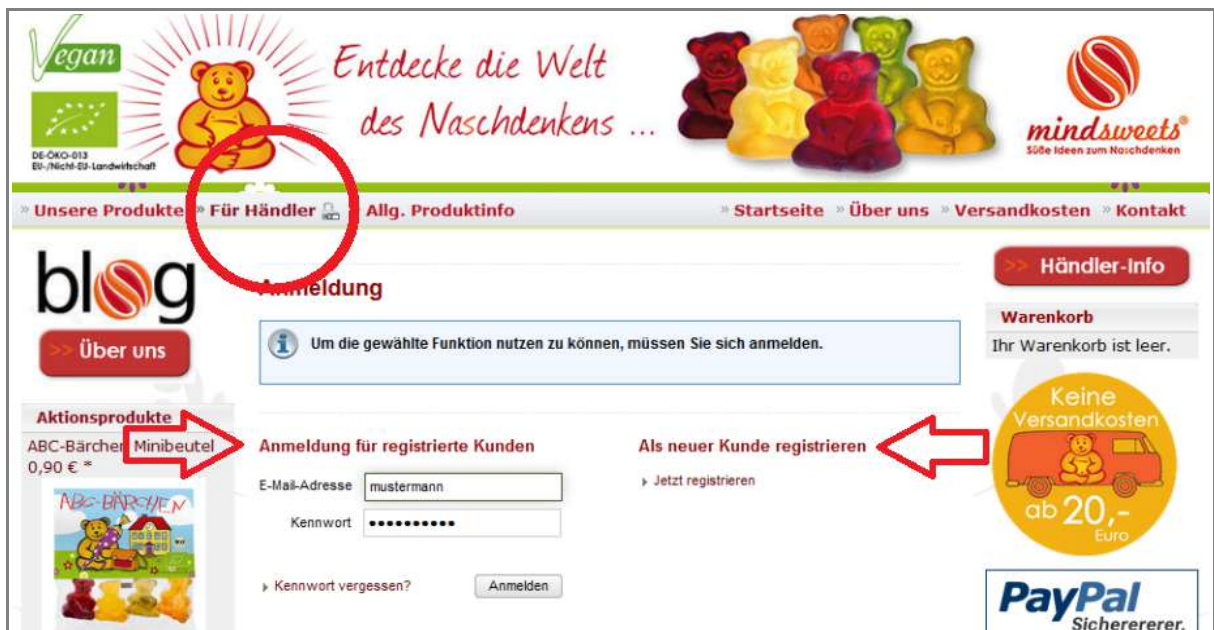 Vegan
Entdecke die Welt
des Naschdenkens ...
mindsweets®
Süße Ideen zum Naschdenken
DE-ÖKO-013
EU-/Nicht-EU-Landwirtschaft
» Unsere Produkte » Für Händler Allg. Produktinfo » Startseite » Über uns » Versandkosten » Kontakt
blog
>> Über uns
Aktionsprodukte
ABC-Bärchen Minibeutel
0,90 € *
ABC-BÄRCHEN
Anmeldung
Um die gewählte Funktion nutzen zu können, müssen Sie sich anmelden.
Anmeldung für registrierte Kunden
E-Mail-Adresse mustermann
Kennwort ••••••••••
Kennwort vergessen? Anmelden
Als neuer Kunde registrieren
Jetzt registrieren
>> Händler-Info
Warenkorb
Ihr Warenkorb ist leer.
Keine
Versandkosten
ab 20,-
Euro
PayPal
Sicherererer.